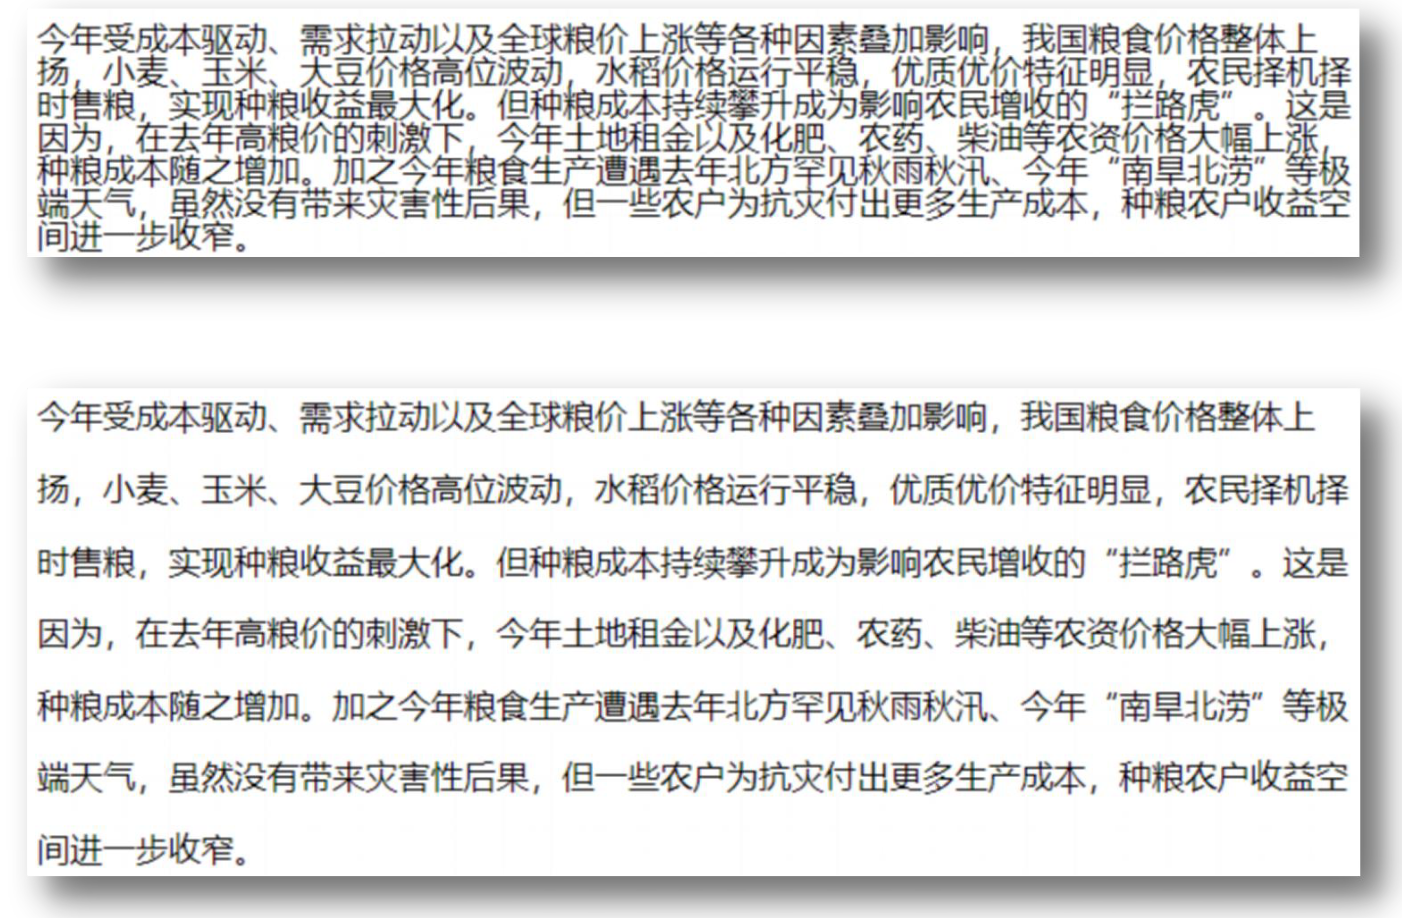 今年受成本驱动、需求拉动以及全球粮价上涨等各种因素叠加影响，我国粮食价格整体上
扬，小麦、玉米、大豆价格高位波动，水稻价格运行平稳，优质优价特征明显，农民择机择
时售粮，实现种粮收益最大化。但种粮成本持续攀升成为影响农民增收的“拦路虎”。这是
因为，在去年高粮价的刺激下，今年土地租金以及化肥、农药、柴油等农资价格大幅上涨，
种粮成本随之增加。加之今年粮食生产遭遇去年北方罕见秋雨秋汛、今年“南旱北涝”等极
端天气，虽然没有带来灾害性后果，但一些农户为抗灾付出更多生产成本，种粮农户收益空
间进一步收窄。
今年受成本驱动、需求拉动以及全球粮价上涨等各种因素叠加影响，我国粮食价格整体上
扬，小麦、玉米、大豆价格高位波动，水稻价格运行平稳，优质优价特征明显，农民择机择
时售粮，实现种粮收益最大化。但种粮成本持续攀升成为影响农民增收的“拦路虎”。这是
因为，在去年高粮价的刺激下，今年土地租金以及化肥、农药、柴油等农资价格大幅上涨，
种粮成本随之增加。加之今年粮食生产遭遇去年北方罕见秋雨秋汛、今年“南旱北涝”等极
端天气，虽然没有带来灾害性后果，但一些农户为抗灾付出更多生产成本，种粮农户收益空
间进一步收窄。